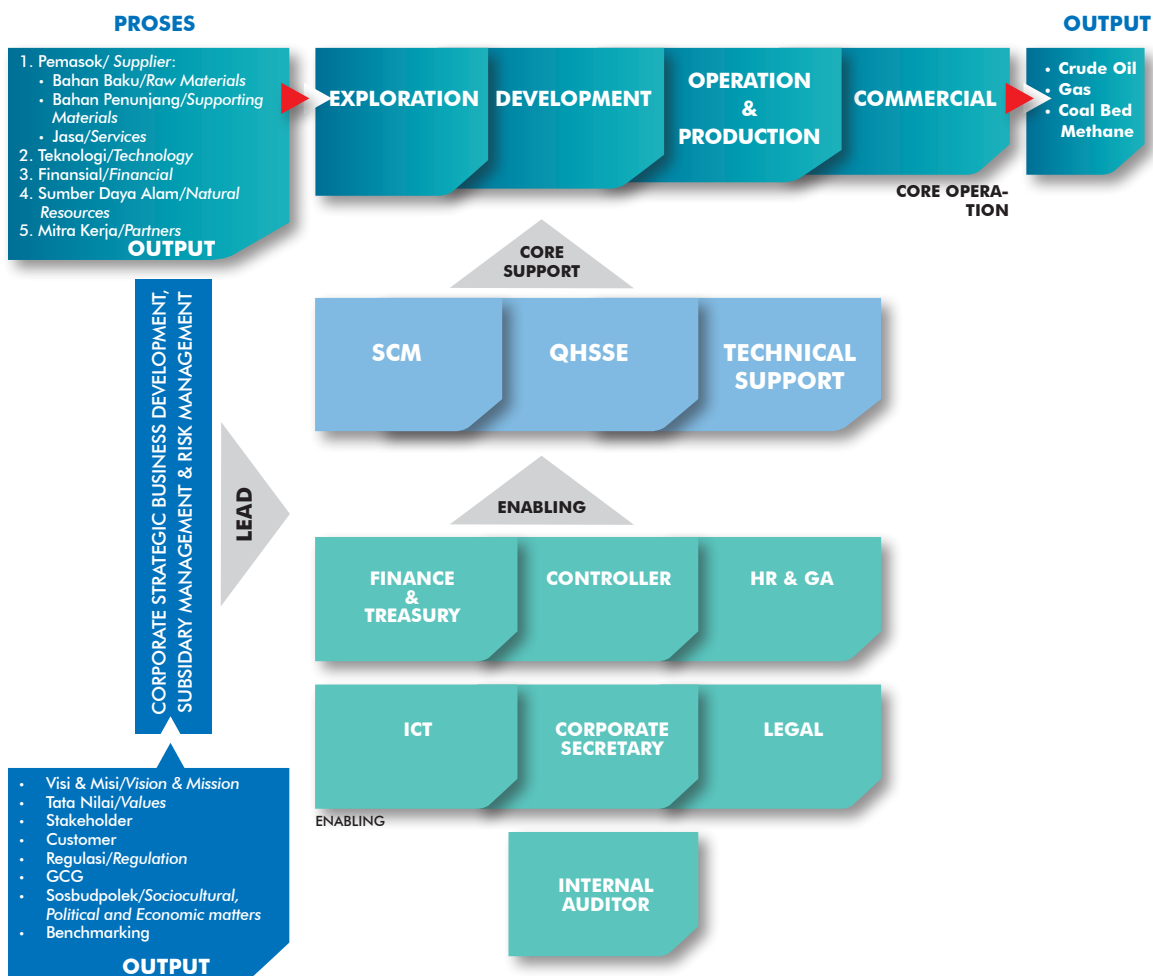 PROSES
1. Pemasok/ Supplier:
• Bahan Baku/Raw Materials
• Bahan Penunjang/Supporting
Materials
• Jasa/Services
2. Teknologi/Technology
3. Finansial/Financial
4. Sumber Daya Alam/Natural
Resources
5. Mitra Kerja/Partners
OUTPUT
EXPLORATION
DEVELOPMENT
OPERATION
&
PRODUCTION
COMMERCIAL
CORE OPERA-
TION
OUTPUT
• Crude Oil
• Gas
• Coal Bed
Methane
CORE
SUPPORT
SCM
QHSSE
TECHNICAL
SUPPORT
CORPORATE STRATEGIC BUSINESS DEVELOPMENT,
SUBSIDARY MANAGEMENT & RISK MANAGEMENT
LEAD
ENABLING
FINANCE
&
TREASURY
CONTROLLER
HR & GA
ICT
CORPORATE
SECRETARY
LEGAL
ENABLING
INTERNAL
AUDITOR
• Visi & Misi/Vision & Mission
• Tata Nilai/Values
• Stakeholder
• Customer
• Regulasi/Regulation
• GCG
• Sosbudpolek/Sociocultural,
Political and Economic matters
• Benchmarking
OUTPUT